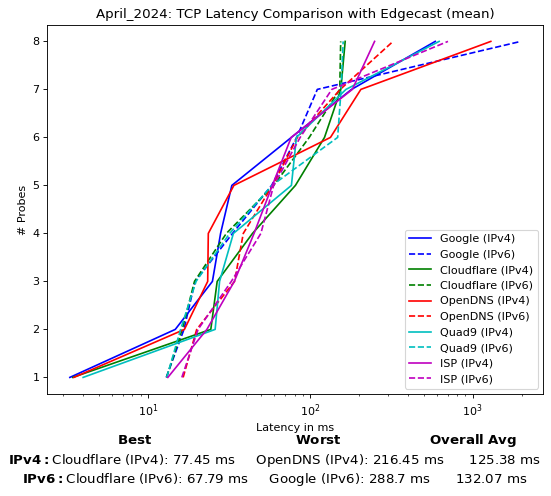 April_2024: TCP Latency Comparison with Edgecast (mean)
# Probes
8
7
6
5
4
3
2
1
Google (IPv4)
Google (IPv6)
Cloudflare (IPv4)
Cloudflare (IPv6)
OpenDNS (IPv4)
OpenDNS (IPv6)
Quad9 (IPv4)
Quad9 (IPv6)
ISP (IPv4)
ISP (IPv6)
10¹ 10² 10³
Latency in ms
Best Worst Overall Avg
IPv4: Cloudflare (IPv4): 77.45 ms OpenDNS (IPv4): 216.45 ms 125.38 ms
IPv6: Cloudflare (IPv6): 67.79 ms Google (IPv6): 288.7 ms 132.07 ms